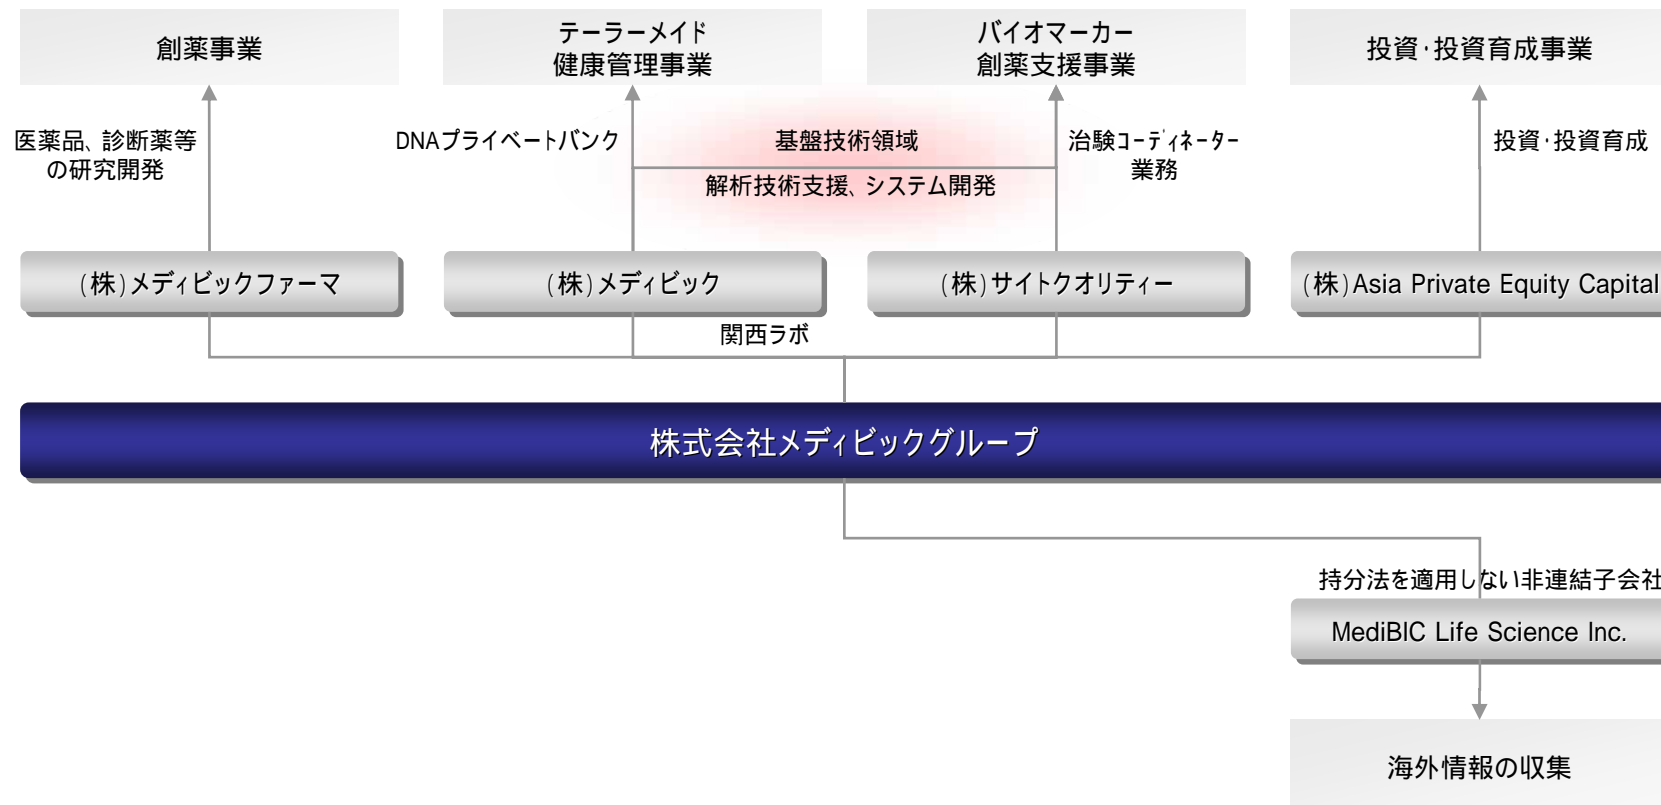 創薬事業
テーラーメイド
健康管理事業
バイオマーカー
創薬支援事業
投資・投資育成事業
医薬品、診断薬等
の研究開発
DNAプライベートバンク
基盤技術領域
解析技術支援、システム開発
治験コーディネーター
業務
投資・投資育成
(株)メディビックファーマ
(株)メディビック
(株)サイトクオリティー
(株)Asia Private Equity Capital
関西ラボ
株式会社メディビックグループ
持分法を適用しない非連結子会社
MediBIC Life Science Inc.
海外情報の収集